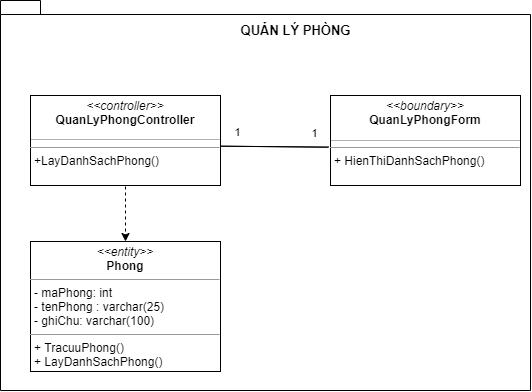 QUẢN LÝ PHÒNG
<<controller>>
QuanLyPhongController
+LayDanhSachPhong()
1
1
<<boundary>>
QuanLyPhongForm
+ HienThiDanhSachPhong()
<<entity>>
Phong
- maPhong: int
- tenPhong : varchar(25)
- ghiChu: varchar(100)
+ TracuuPhong()
+ LayDanhSachPhong()